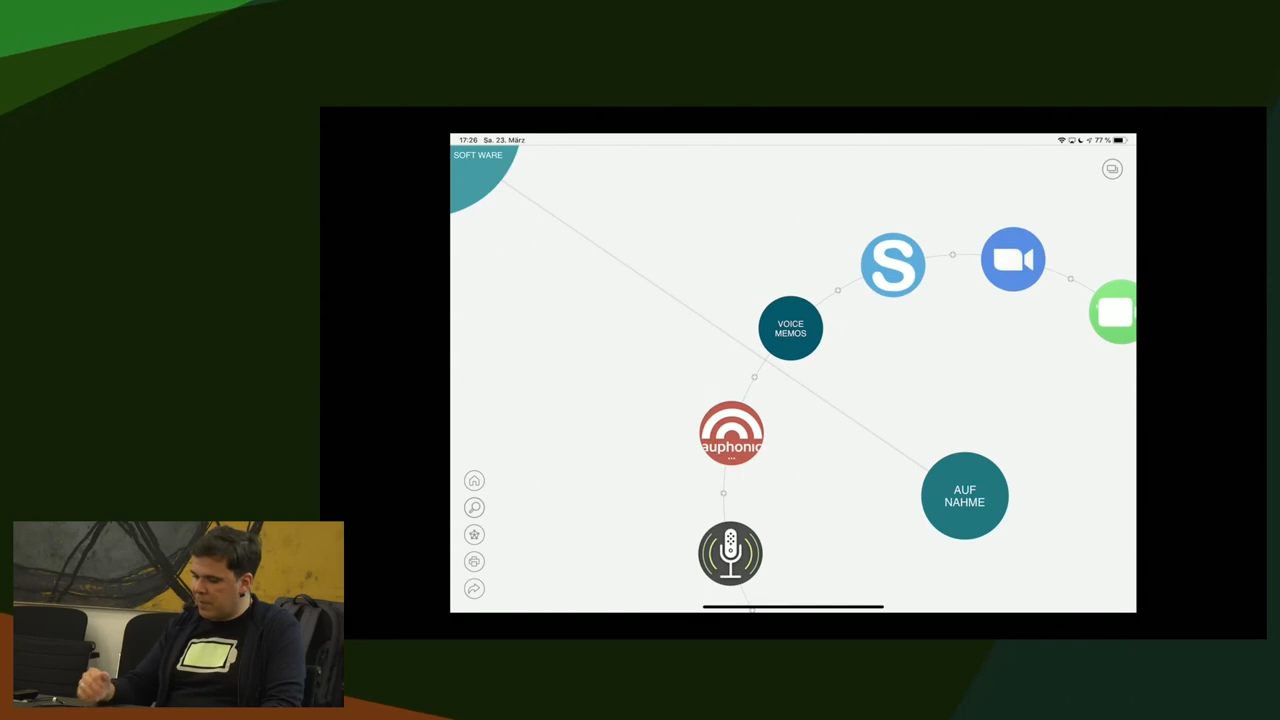 17:26 Sa. 23. März
77 %
SOFT WARE
S
VOICE
MEMOS
auphonic
...
AUF
NAHME